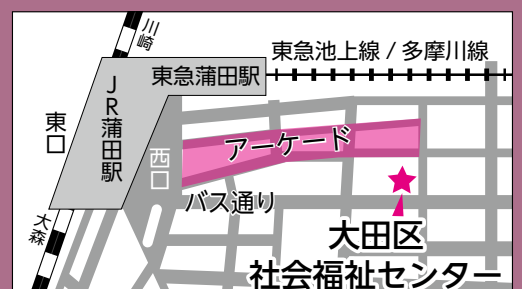 川崎
東急池上線 / 多摩川線
東急蒲田駅
JR蒲田駅
東口
西口
アーケード
バス通り
大森
大田区
社会福祉センター